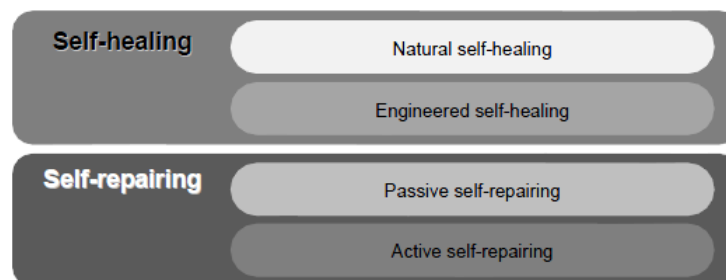 Self-healing
Natural self-healing
Engineered self-healing
Self-repairing
Passive self-repairing
Active self-repairing